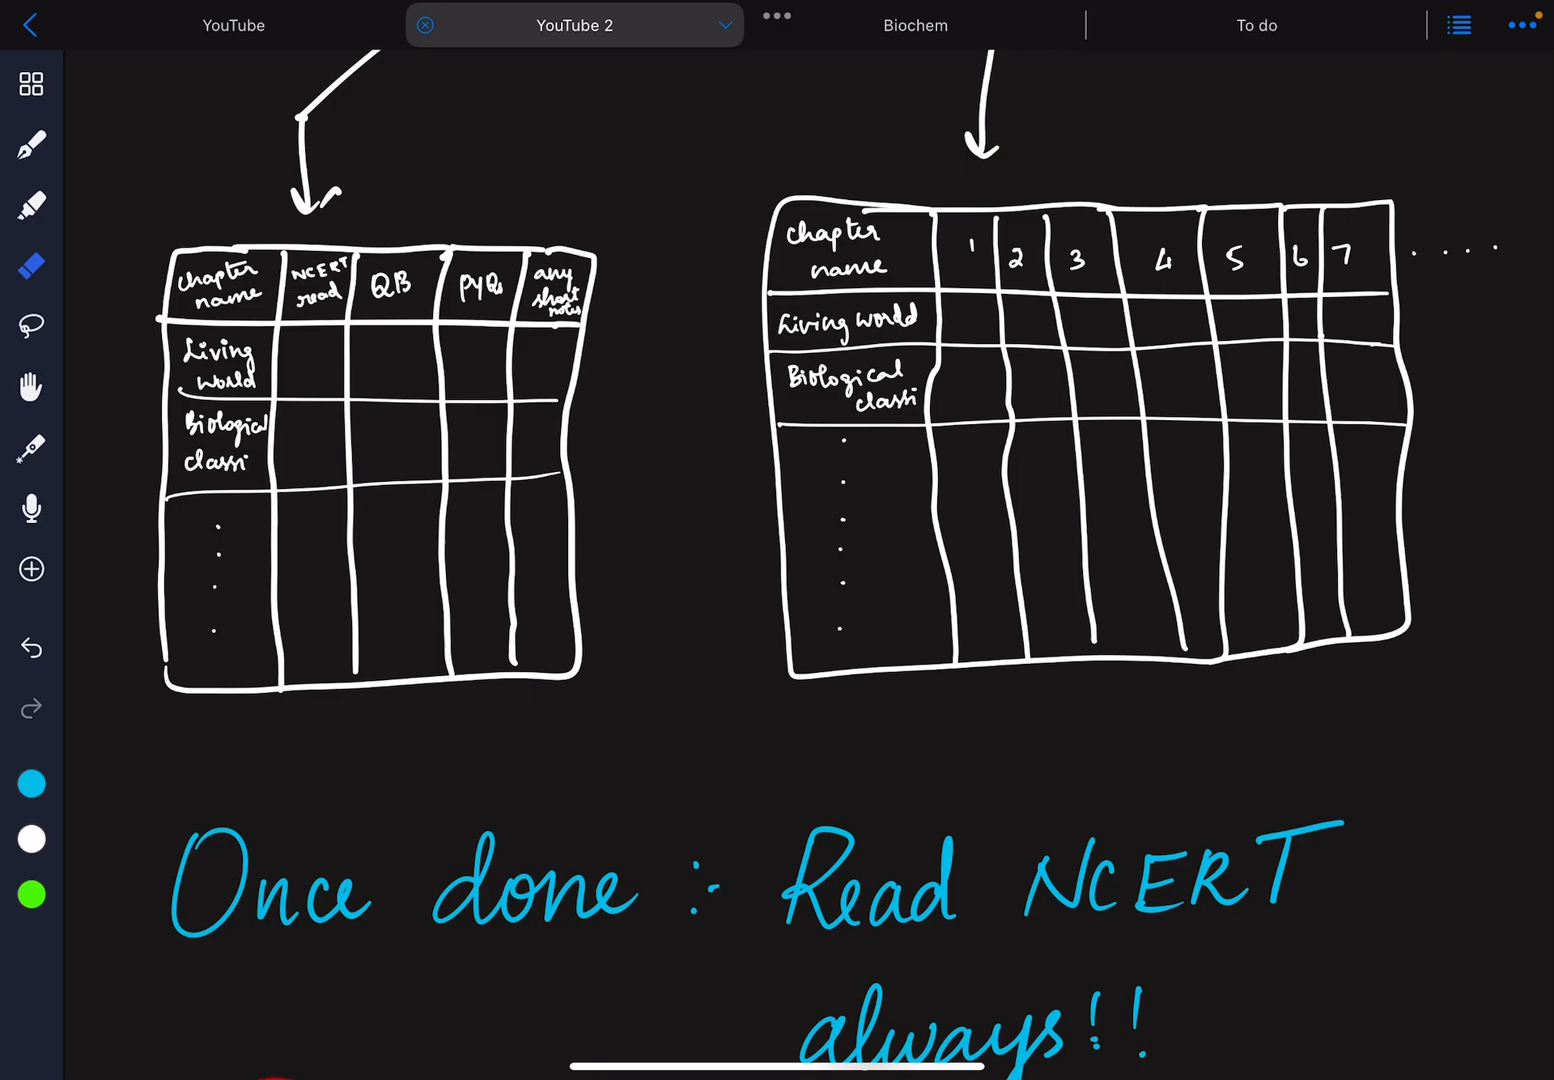 YouTube
YouTube 2
Biochem
To do
chapter name
NCERT read
QB
PYQs
any short notes
Living world
Biological classi
chapter name
1 2 3 4 5 6 7 . . . .
Living world
Biological classi
Once done :- Read NCERT
always!!